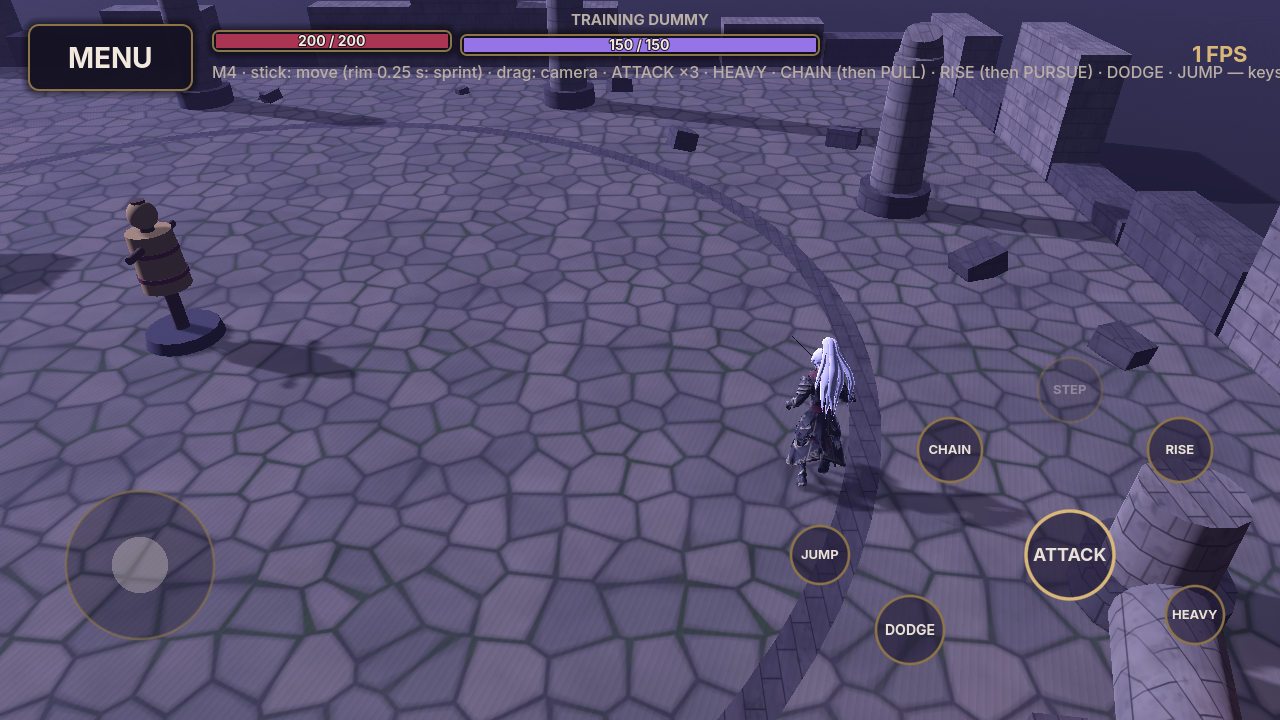 TRAINING DUMMY
MENU
200 / 200
150 / 150
1 FPS
M4 · stick: move (rim 0.25 s: sprint) · drag: camera · ATTACK ×3 · HEAVY · CHAIN (then PULL) · RISE (then PURSUE) · DODGE · JUMP — keys
STEP
CHAIN
RISE
JUMP
ATTACK
HEAVY
DODGE